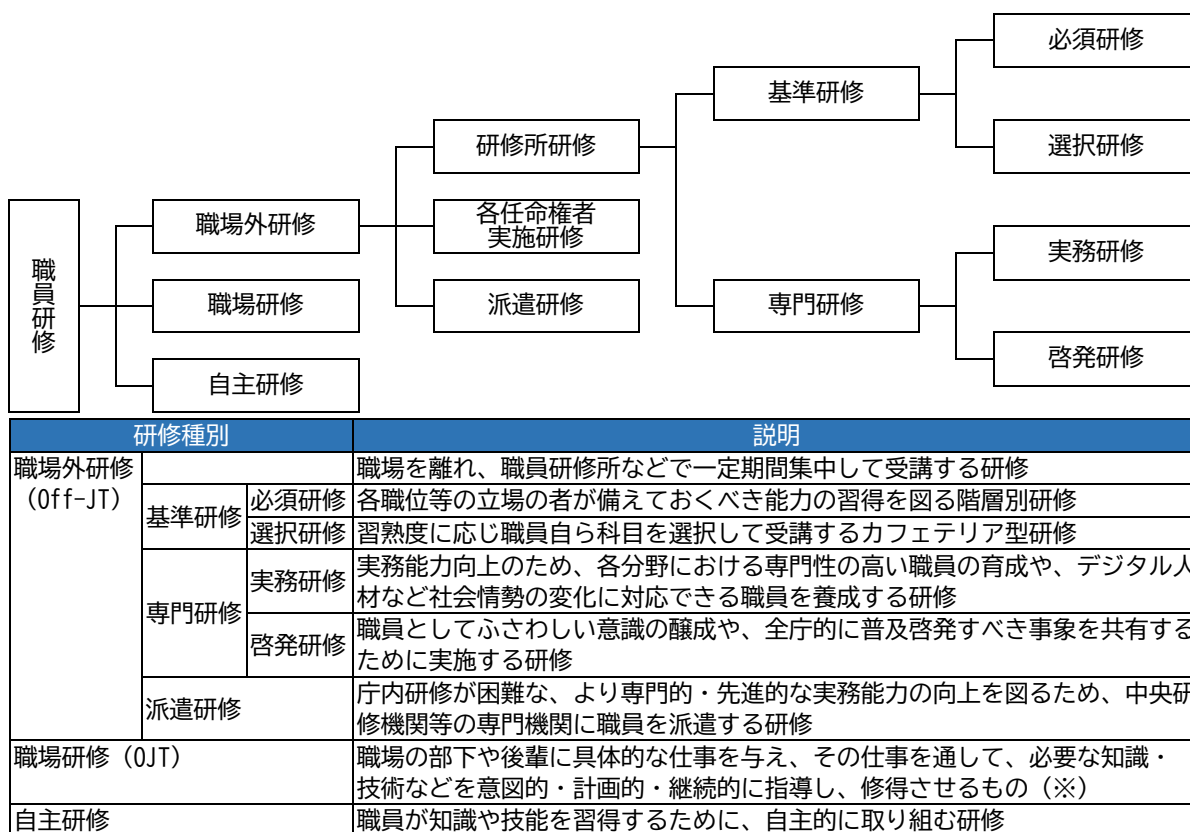 必須研修
基準研修
研修所研修
選択研修
職場外研修
各任命権者
実施研修
実務研修
職員研修
職場研修
派遣研修
専門研修
啓発研修
自主研修
研修種別 説明
職場外研修
(Off-JT)
職場を離れ、職員研修所などで一定期間集中して受講する研修
基準研修
必須研修 各職位等の立場の者が備えておくべき能力の習得を図る階層別研修
選択研修 習熟度に応じ職員自ら科目を選択して受講するカフェテリア型研修
専門研修
実務研修 実務能力向上のため、各分野における専門性の高い職員の育成や、デジタル人
材など社会情勢の変化に対応できる職員を養成する研修
啓発研修 職員としてふさわしい意識の醸成や、全庁的に普及啓発すべき事象を共有する
ために実施する研修
派遣研修 庁内研修が困難な、より専門的・先進的な実務能力の向上を図るため、中央研
修機関等の専門機関に職員を派遣する研修
職場研修(OJT) 職場の部下や後輩に具体的な仕事を与え、その仕事を通して、必要な知識・
技術などを意図的・計画的・継続的に指導し、修得させるもの(※)
自主研修 職員が知識や技能を習得するために、自主的に取り組む研修